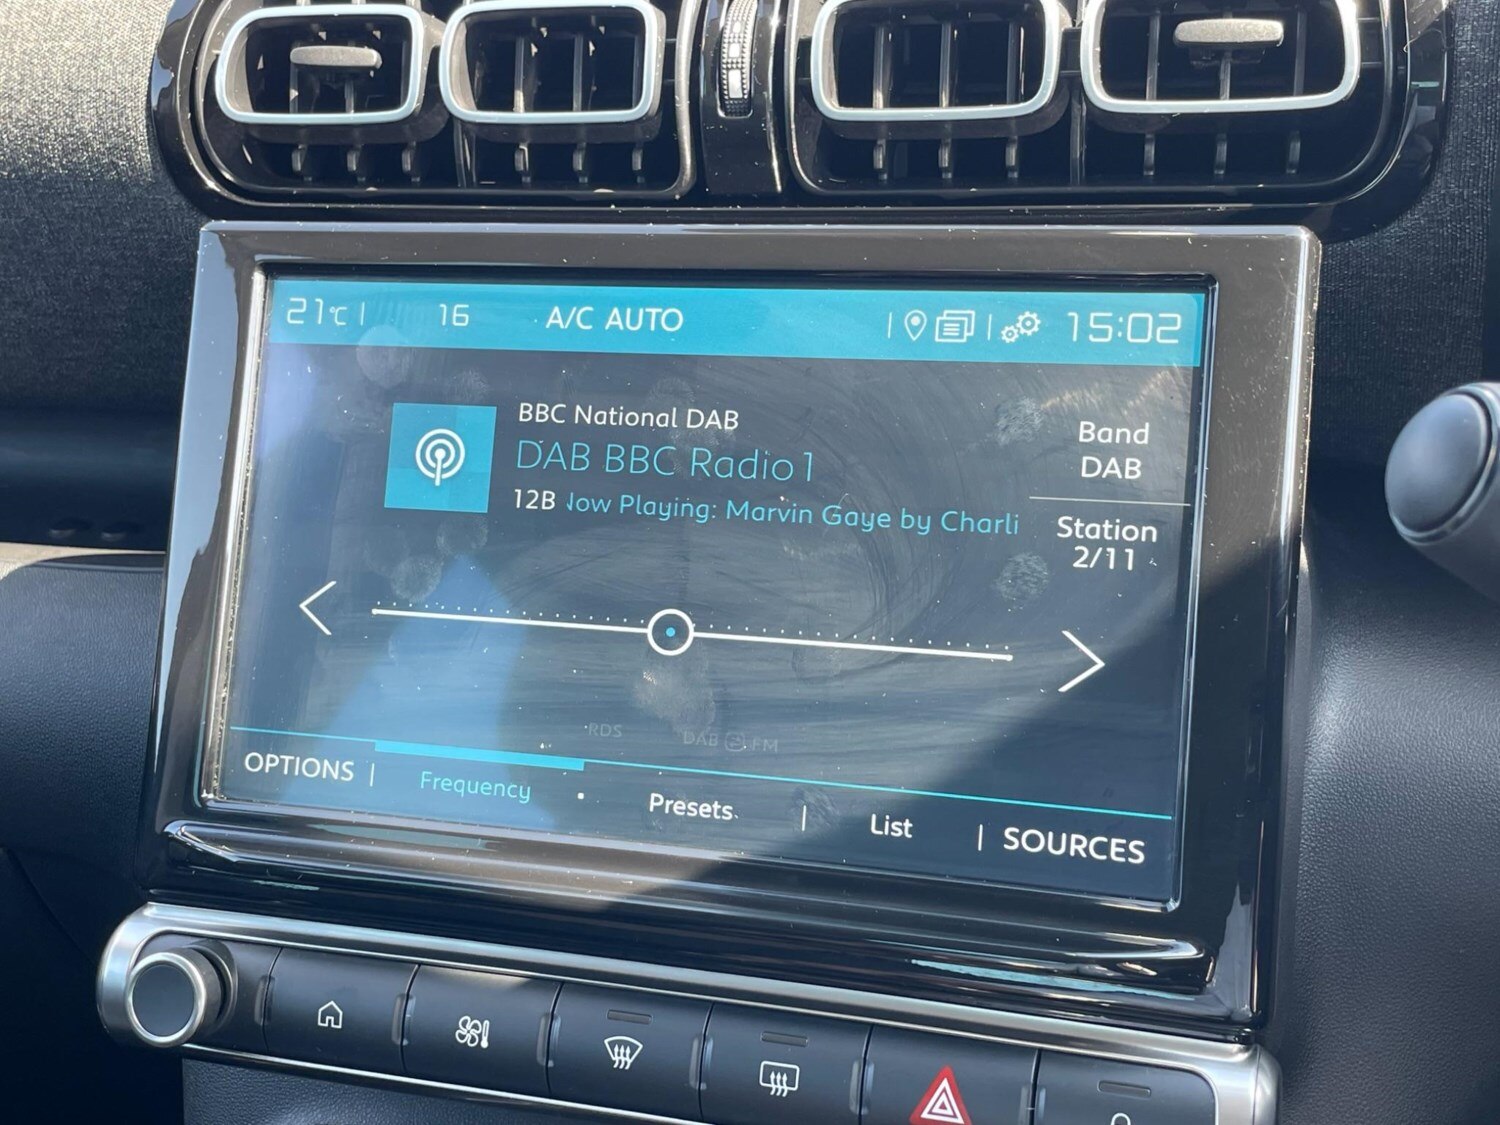 21°C | 16 A/C AUTO | | 15:02
BBC National DAB
DAB BBC Radio 1
12B Now Playing: Marvin Gaye by Charli
Band
DAB
Station
2/11
RDS DAB FM
OPTIONS | Frequency Presets | List | SOURCES